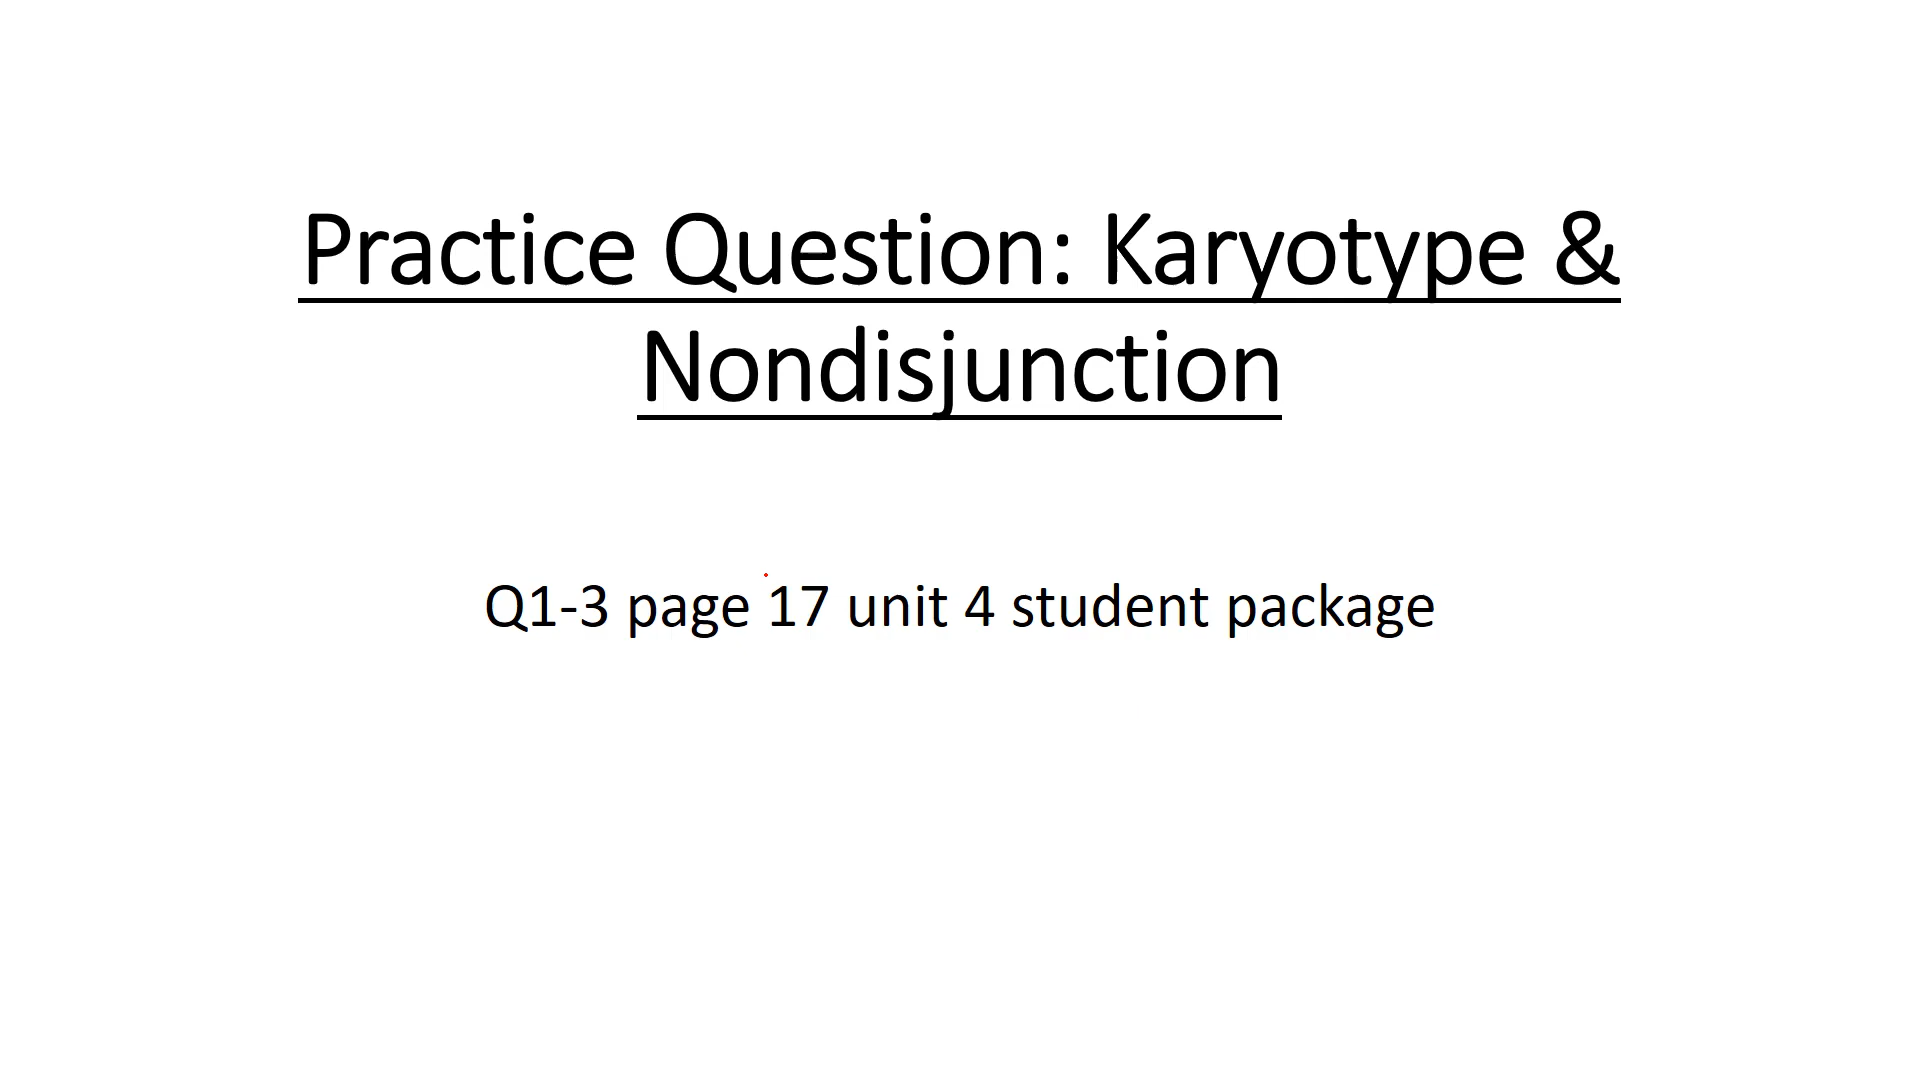 Practice Question: Karyotype &
Nondisjunction
Q1-3 page 17 unit 4 student package